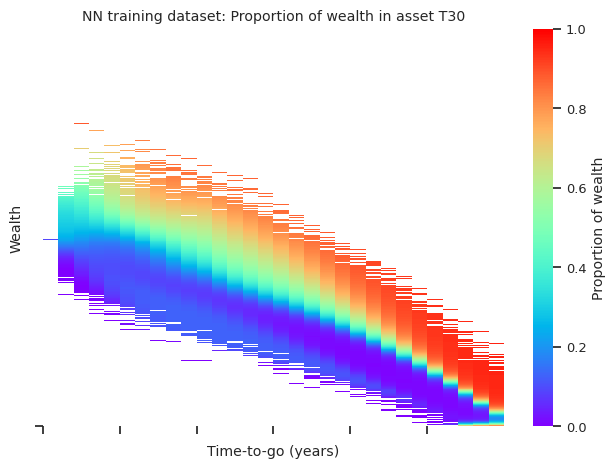 NN training dataset: Proportion of wealth in asset T30
Wealth
Time-to-go (years)
1.0
0.8
0.6
0.4
0.2
0.0
Proportion of wealth